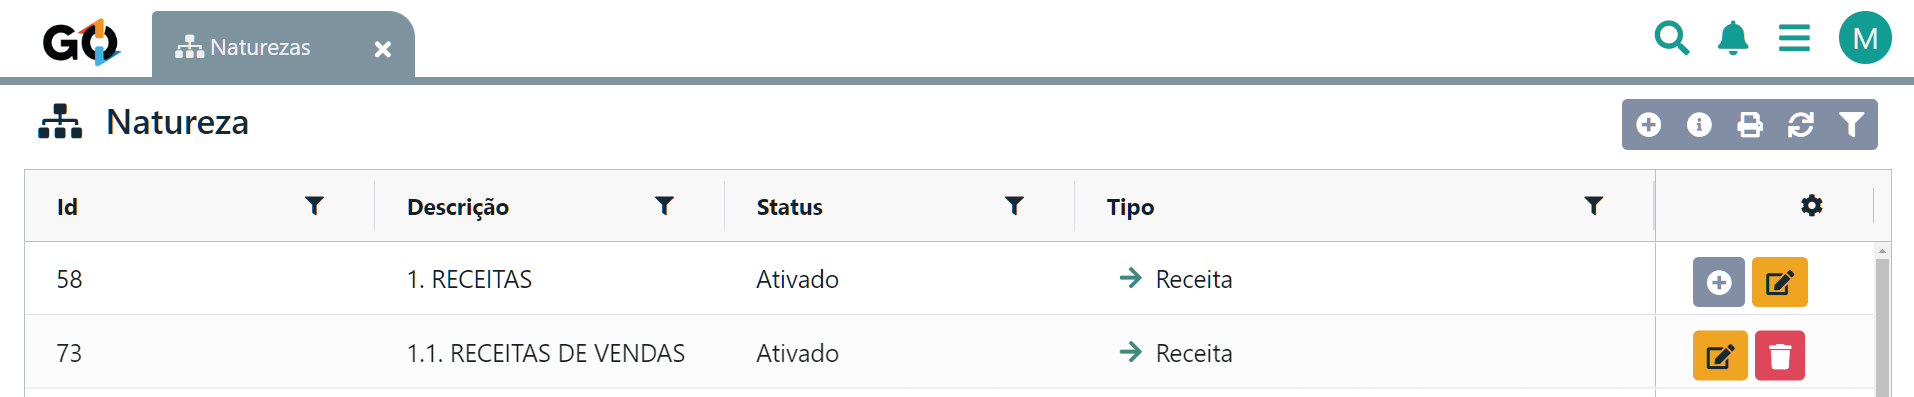 GO Naturezas M
Natureza
Id Descrição Status Tipo
58 1. RECEITAS Ativado Receita
73 1.1. RECEITAS DE VENDAS Ativado Receita